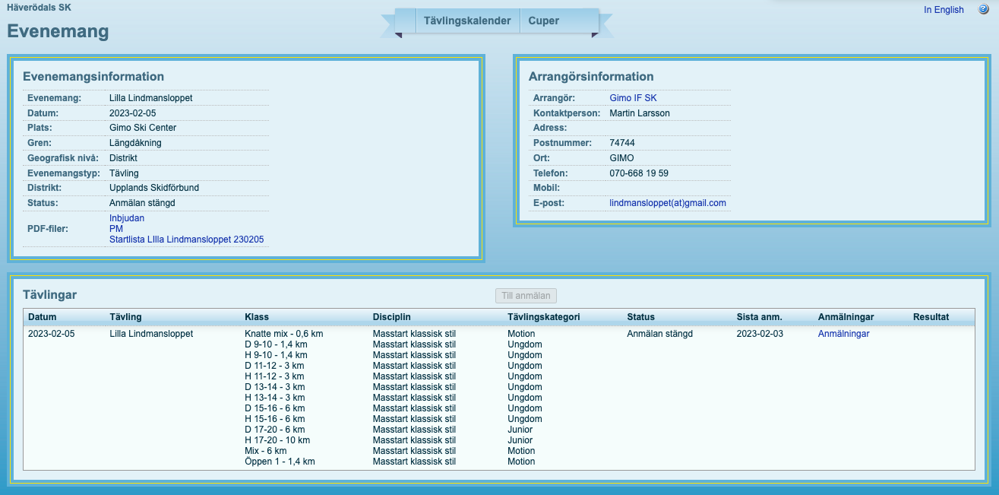 Häverödals SK
Evenemang
Tävlingskalender
Cuper
In English
?
Evenemangsinformation
Evenemang: Lilla Lindmansloppet
Datum: 2023-02-05
Plats: Gimo Ski Center
Gren: Längdåkning
Geografisk nivå: Distrikt
Evenemangstyp: Tävling
Distrikt: Upplands Skidförbund
Status: Anmälan stängd
PDF-filer:
Inbjudan
PM
Startlista LIlla Lindmansloppet 230205
Arrangörsinformation
Arrangör: Gimo IF SK
Kontaktperson: Martin Larsson
Adress:
Postnummer: 74744
Ort: GIMO
Telefon: 070-668 19 59
Mobil:
E-post: lindmansloppet(at)gmail.com
Tävlingar
Till anmälan
Datum Tävling Klass Disciplin Tävlingskategori Status Sista anm. Anmälningar Resultat
2023-02-05 Lilla Lindmansloppet Knatte mix - 0,6 km Masstart klassisk stil Motion Anmälan stängd 2023-02-03 Anmälningar
D 9-10 - 1,4 km Masstart klassisk stil Ungdom
H 9-10 - 1,4 km Masstart klassisk stil Ungdom
D 11-12 - 3 km Masstart klassisk stil Ungdom
H 11-12 - 3 km Masstart klassisk stil Ungdom
D 13-14 - 3 km Masstart klassisk stil Ungdom
H 13-14 - 3 km Masstart klassisk stil Ungdom
D 15-16 - 6 km Masstart klassisk stil Ungdom
H 15-16 - 6 km Masstart klassisk stil Ungdom
D 17-20 - 6 km Masstart klassisk stil Junior
H 17-20 - 10 km Masstart klassisk stil Junior
Mix - 6 km Masstart klassisk stil Motion
Öppen 1 - 1,4 km Masstart klassisk stil Motion